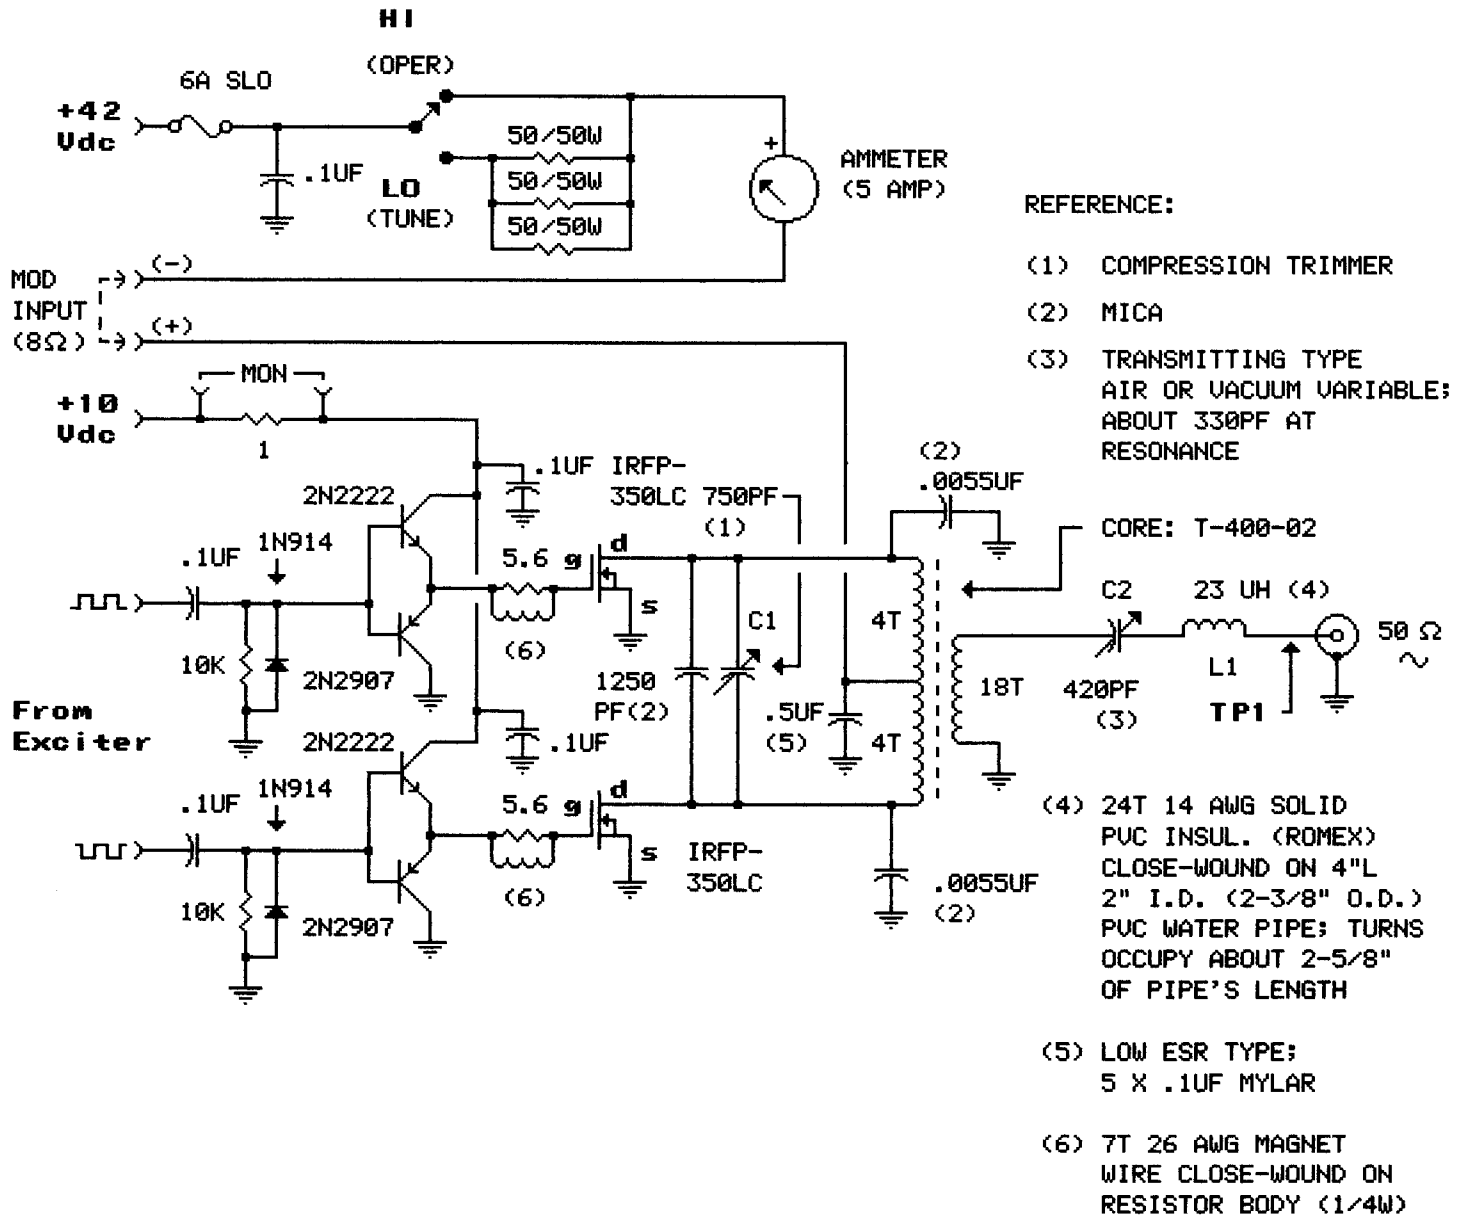 HI
(OPER)
6A SLO
+42
Vdc
.1UF
LO
(TUNE)
50/50W
50/50W
50/50W
+
AMMETER
(5 AMP)
MOD
INPUT
(8Ω)
(-)
(+)
MON
+10
Vdc
1
.1UF
IRFP-
350LC
750PF
(1)
2N2222
1N914
.1UF
10K
2N2907
5.6
(6)
g
d
s
C1
1250
PF(2)
.5UF
(5)
4T
4T
(2)
.0055UF
CORE: T-400-02
C2
23 UH (4)
50 Ω
18T
420PF
(3)
L1
TP1
From
Exciter
2N2222
.1UF
1N914
.1UF
10K
2N2907
5.6
(6)
g
d
s
IRFP-
350LC
.0055UF
(2)
REFERENCE:
(1) COMPRESSION TRIMMER
(2) MICA
(3) TRANSMITTING TYPE
AIR OR VACUUM VARIABLE;
ABOUT 330PF AT
RESONANCE
(4) 24T 14 AWG SOLID
PVC INSUL. (ROMEX)
CLOSE-WOUND ON 4"L
2" I.D. (2-3/8" O.D.)
PVC WATER PIPE; TURNS
OCCUPY ABOUT 2-5/8"
OF PIPE'S LENGTH
(5) LOW ESR TYPE;
5 X .1UF MYLAR
(6) 7T 26 AWG MAGNET
WIRE CLOSE-WOUND ON
RESISTOR BODY (1/4W)